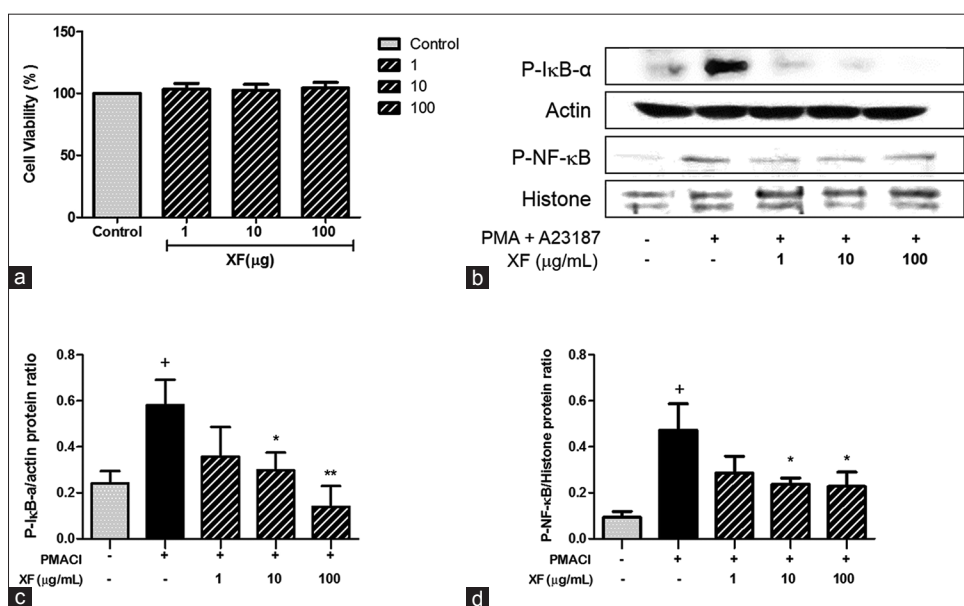 150
100
50
0
Cell Viability (%)
Control
1
10
100
Control 1 10 100
XF(μg)
a
P-IκB-α
Actin
P-NF-κB
Histone
PMA + A23187 - + + + +
XF (μg/mL) - - 1 10 100
b
0.8
0.6
0.4
0.2
0.0
P-IκB-a/actin protein ratio
+
*
**
PMACI - + + + +
XF (μg/mL) - - 1 10 100
c
0.8
0.6
0.4
0.2
0.0
P-NF-κB/Histone protein ratio
+
* *
PMACI - + + + +
XF (μg/mL) - - 1 10 100
d